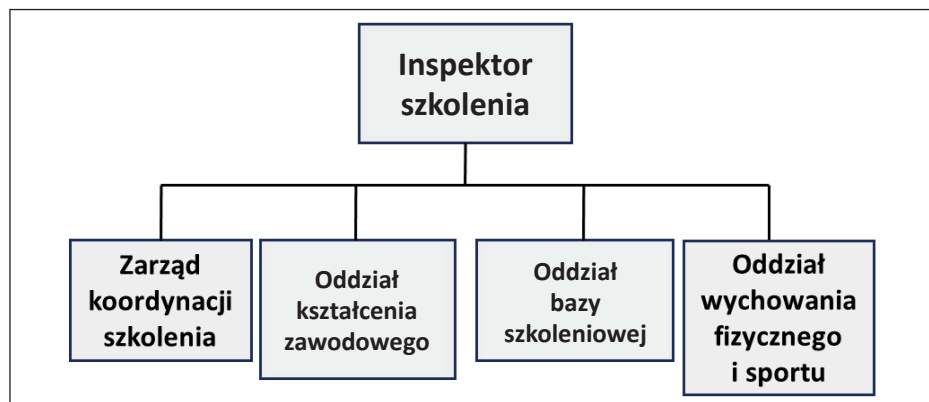 Inspektor
szkolenia
Zarząd
koordynacji
szkolenia
Oddział
kształcenia
zawodowego
Oddział
bazy
szkoleniowej
Oddział
wychowania
fizycznego
i sportu